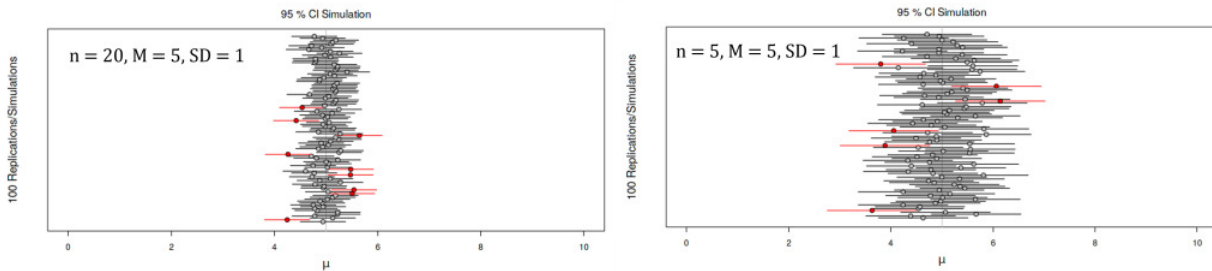 95 % CI Simulation
n = 20, M = 5, SD = 1
100 Replications/Simulations
0 2 4 6 8 10
μ
95 % CI Simulation
n = 5, M = 5, SD = 1
100 Replications/Simulations
0 2 4 6 8 10
μ